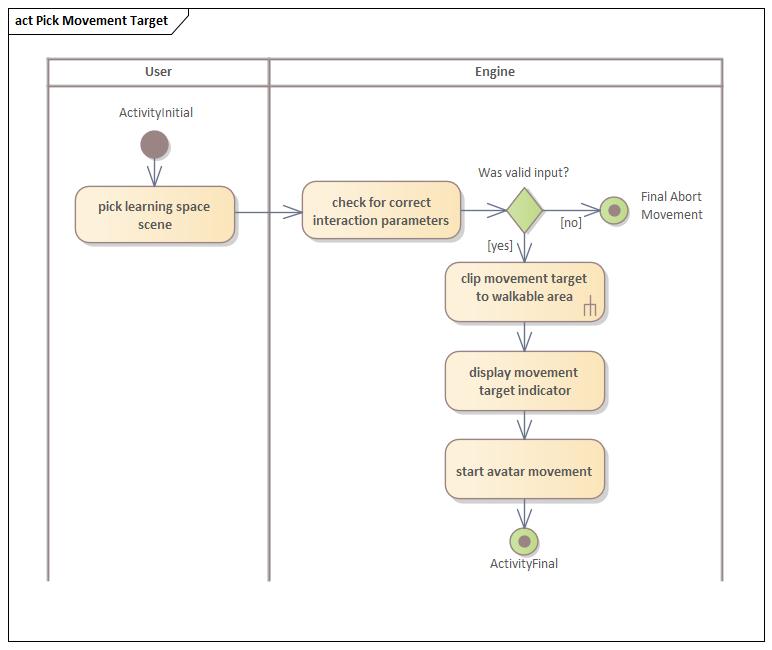 act Pick Movement Target
User
Engine
ActivityInitial
pick learning space
scene
check for correct
interaction parameters
Was valid input?
[no]
Final Abort
Movement
[yes]
clip movement target
to walkable area
display movement
target indicator
start avatar movement
ActivityFinal